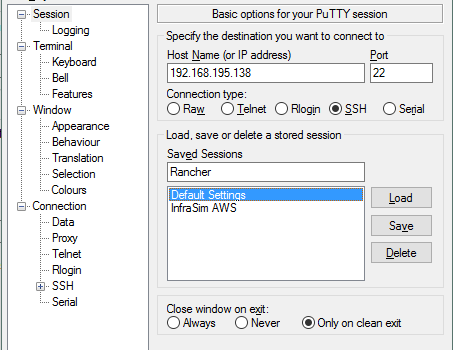 Session
Logging
Terminal
Keyboard
Bell
Features
Window
Appearance
Behaviour
Translation
Selection
Colours
Connection
Data
Proxy
Telnet
Rlogin
SSH
Serial
Basic options for your PuTTY session
Specify the destination you want to connect to
Host Name (or IP address) Port
192.168.195.138 22
Connection type:
Raw Telnet Rlogin SSH Serial
Load, save or delete a stored session
Saved Sessions
Rancher
Default Settings
InfraSim AWS
Load
Save
Delete
Close window on exit:
Always Never Only on clean exit